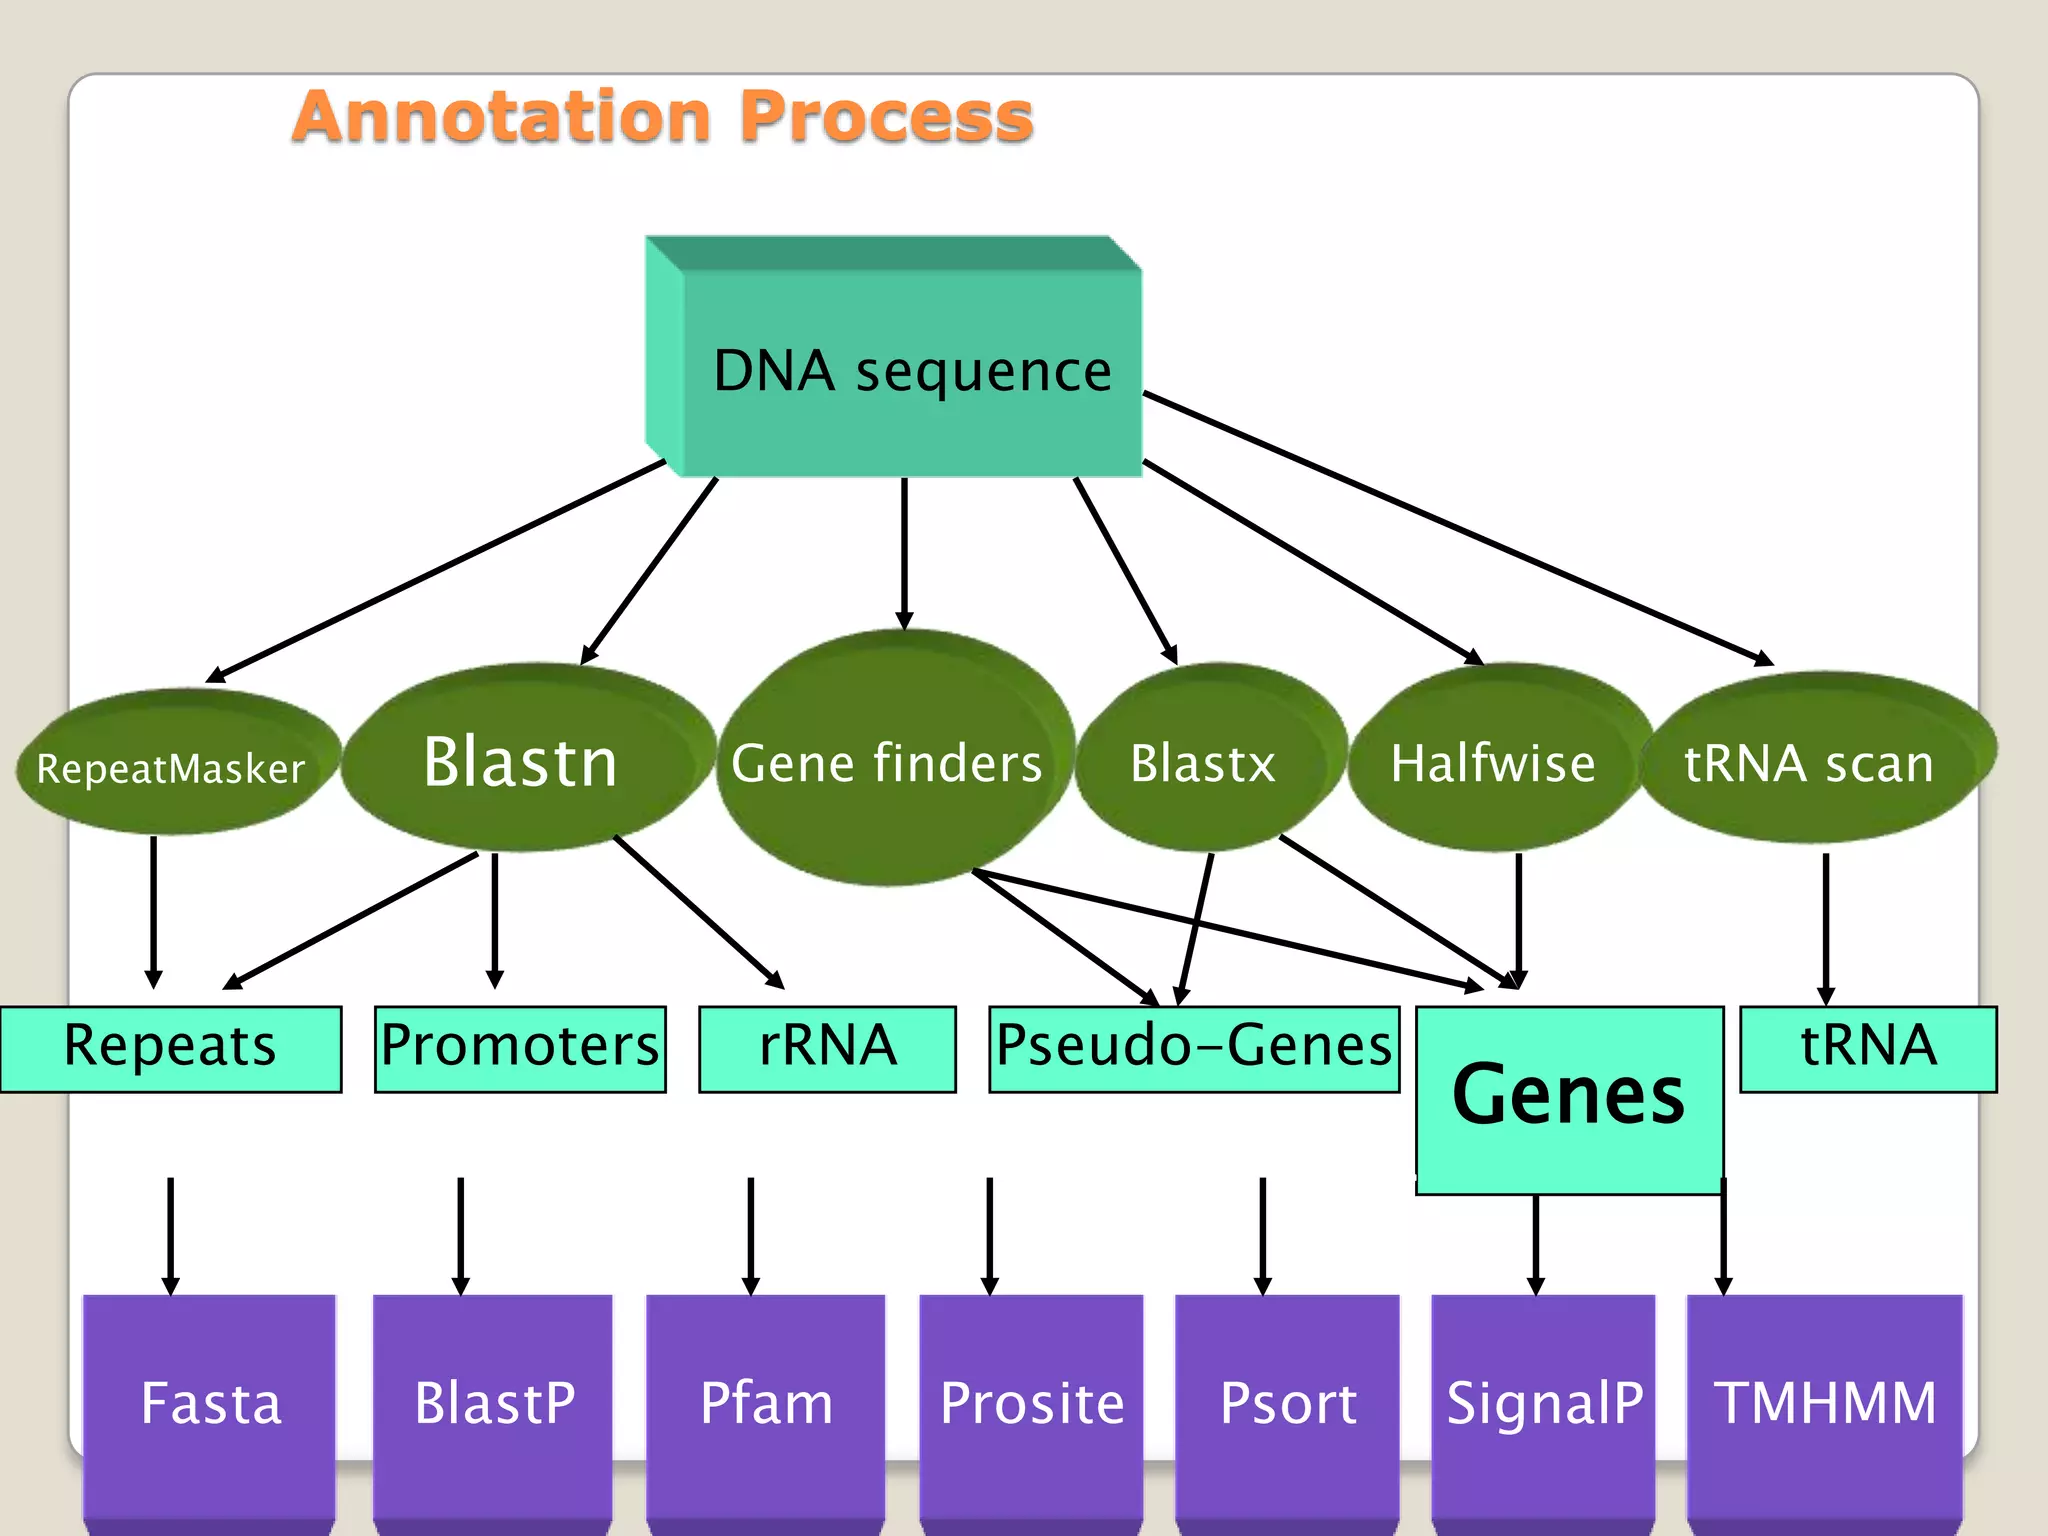 Annotation Process
DNA sequence
RepeatMasker
Blastn
Gene finders
Blastx
Halfwise
tRNA scan
Repeats
Promoters
rRNA
Pseudo-Genes
Genes
tRNA
Fasta
BlastP
Pfam
Prosite
Psort
SignalP
TMHMM